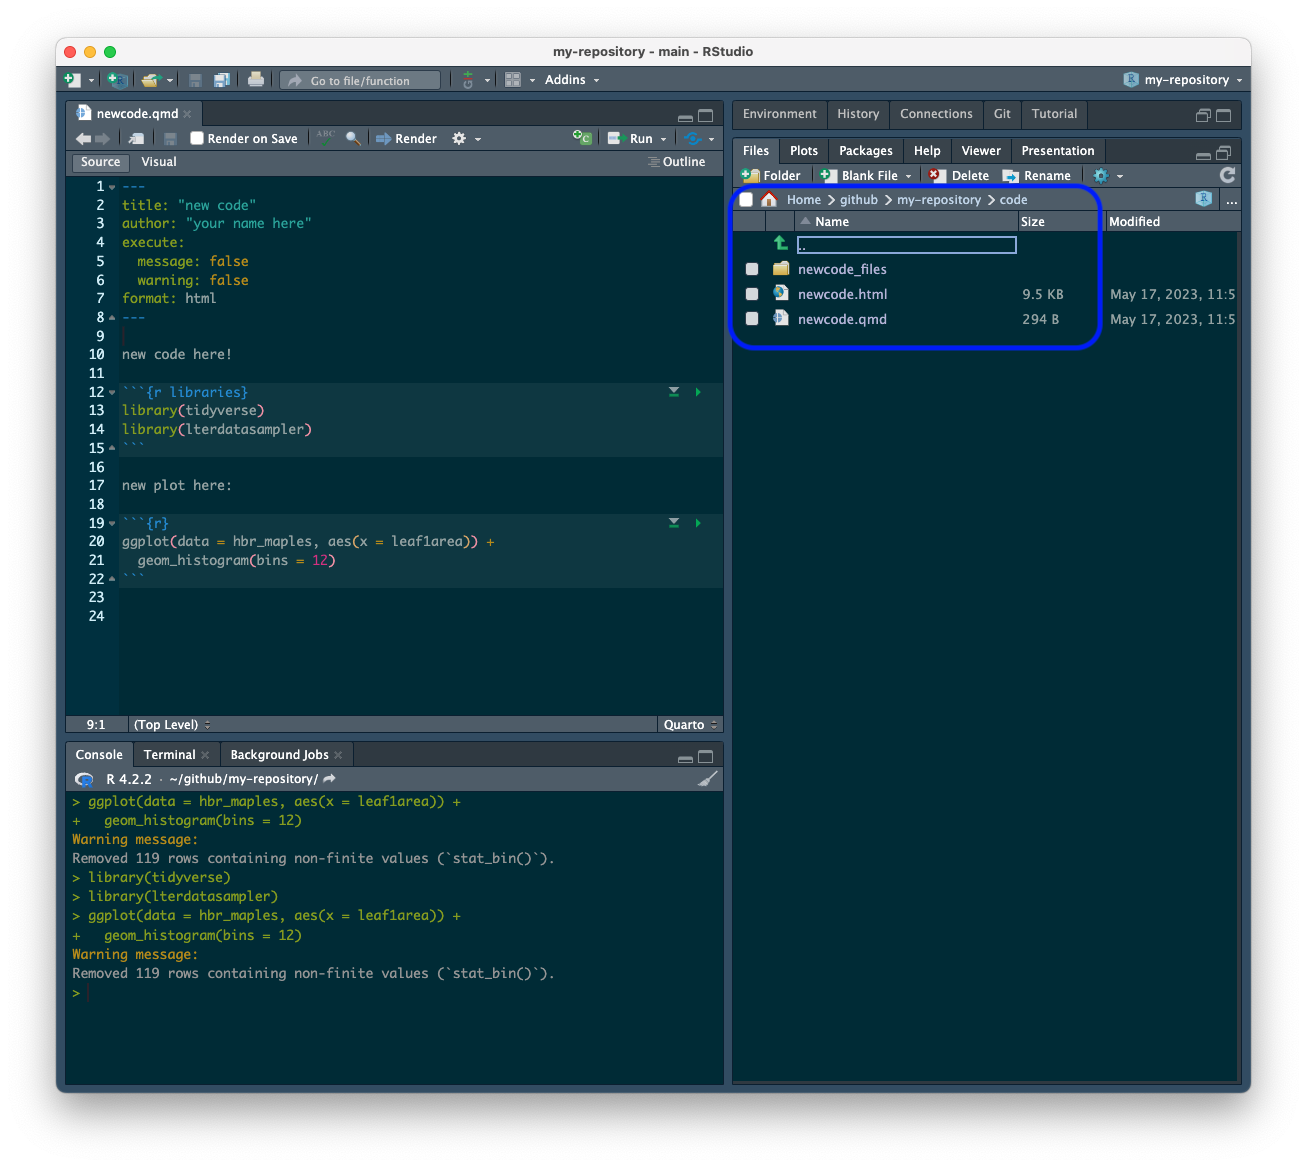 my-repository - main - RStudio
Go to file/function
Addins
my-repository
newcode.qmd
Render on Save
ABC
Render
Run
Source
Visual
Outline
1 ---
2 title: "new code"
3 author: "your name here"
4 execute:
5   message: false
6   warning: false
7 format: html
8 ---
9
10 new code here!
11
12 ```{r libraries}
13 library(tidyverse)
14 library(lterdatasampler)
15 ```
16
17 new plot here:
18
19 ```{r}
20 ggplot(data = hbr_maples, aes(x = leaf1area)) +
21   geom_histogram(bins = 12)
22 ```
23
24
9:1 (Top Level) Quarto
Console Terminal Background Jobs
R 4.2.2 · ~/github/my-repository/
> ggplot(data = hbr_maples, aes(x = leaf1area)) +
+   geom_histogram(bins = 12)
Warning message:
Removed 119 rows containing non-finite values (`stat_bin()`).
> library(tidyverse)
> library(lterdatasampler)
> ggplot(data = hbr_maples, aes(x = leaf1area)) +
+   geom_histogram(bins = 12)
Warning message:
Removed 119 rows containing non-finite values (`stat_bin()`).
>
Environment History Connections Git Tutorial
Files Plots Packages Help Viewer Presentation
Folder Blank File Delete Rename
Home > github > my-repository > code ...
Name Size Modified
..
newcode_files
newcode.html 9.5 KB May 17, 2023, 11:5
newcode.qmd 294 B May 17, 2023, 11:5